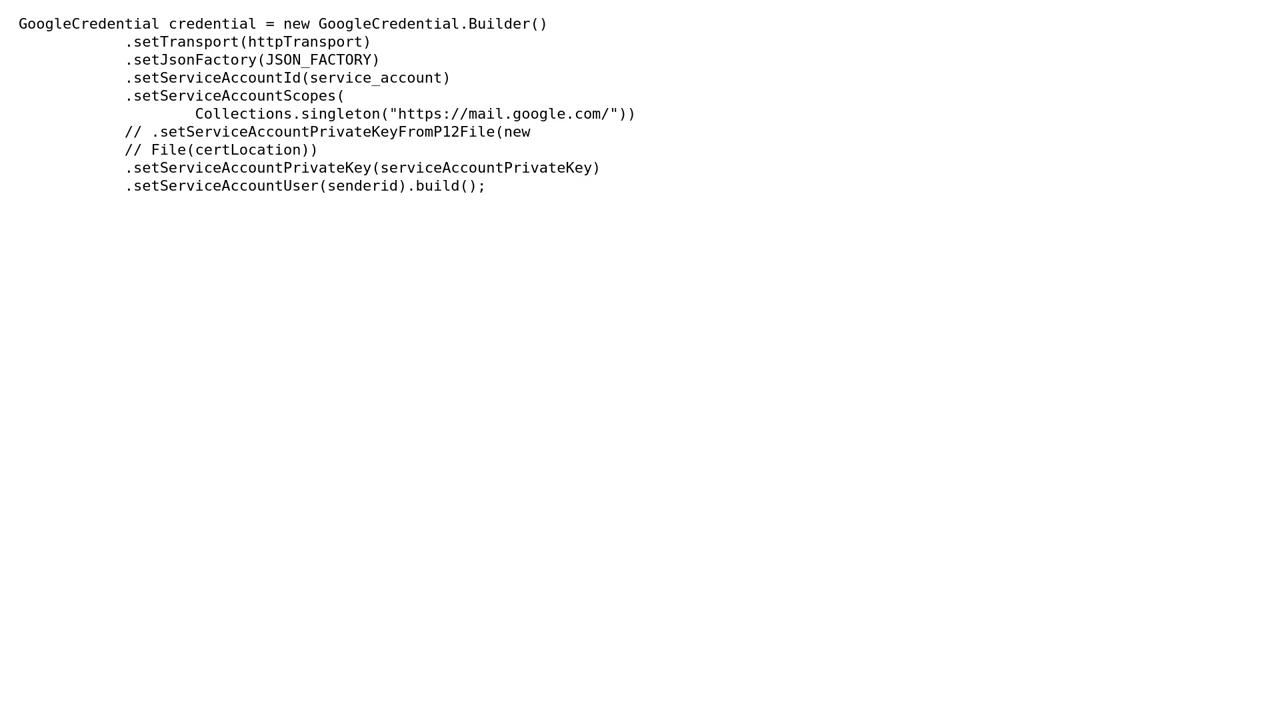 GoogleCredential credential = new GoogleCredential.Builder()
            .setTransport(httpTransport)
            .setJsonFactory(JSON_FACTORY)
            .setServiceAccountId(service_account)
            .setServiceAccountScopes(
                    Collections.singleton("https://mail.google.com/"))
            // .setServiceAccountPrivateKeyFromP12File(new
            // File(certLocation))
            .setServiceAccountPrivateKey(serviceAccountPrivateKey)
            .setServiceAccountUser(senderid).build();